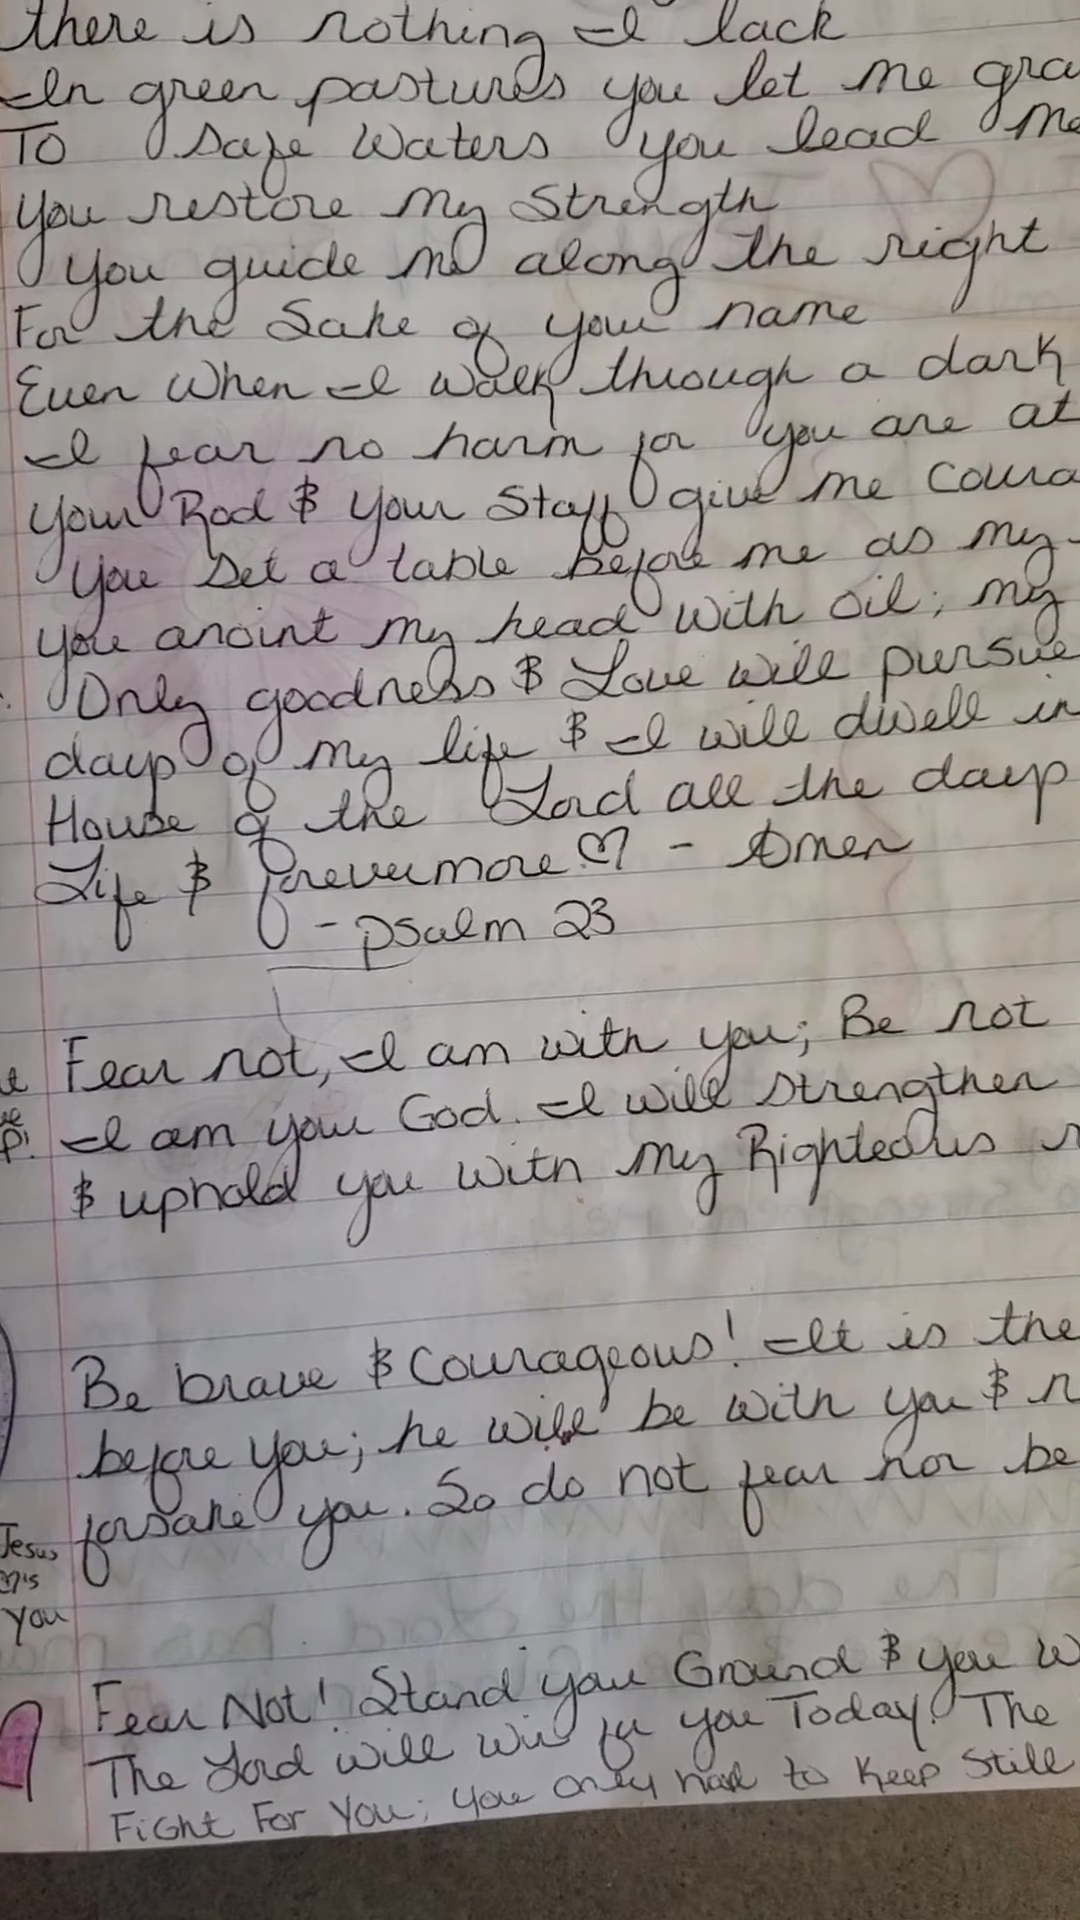 there is nothing I lack
In green pastures you let me gra
To safe Waters you lead me
You restore my Strength
You guide me along the right
For the Sake of your name
Even When I walk through a dark
I fear no harm for you are at
your Rod & your Staff give me Coura
You Set a table before me as my
you anoint my head with oil; my
Only goodness & Love will pursue
days of my life & I will dwell in
House of the Lord all the days
Life & forevermore ♡ - Amen
- Psalm 23
Fear not, I am with you; Be not
I am your God. I will strengthen
& uphold you with my Righteous r
Be brave & Courageous! It is the
before you; he will be with you & n
forsake you. So do not fear nor be
Jesus
♡'s
You
Fear Not! Stand your Ground & you w
The Lord will win for you Today. The
Fight For You; you only have to Keep Still